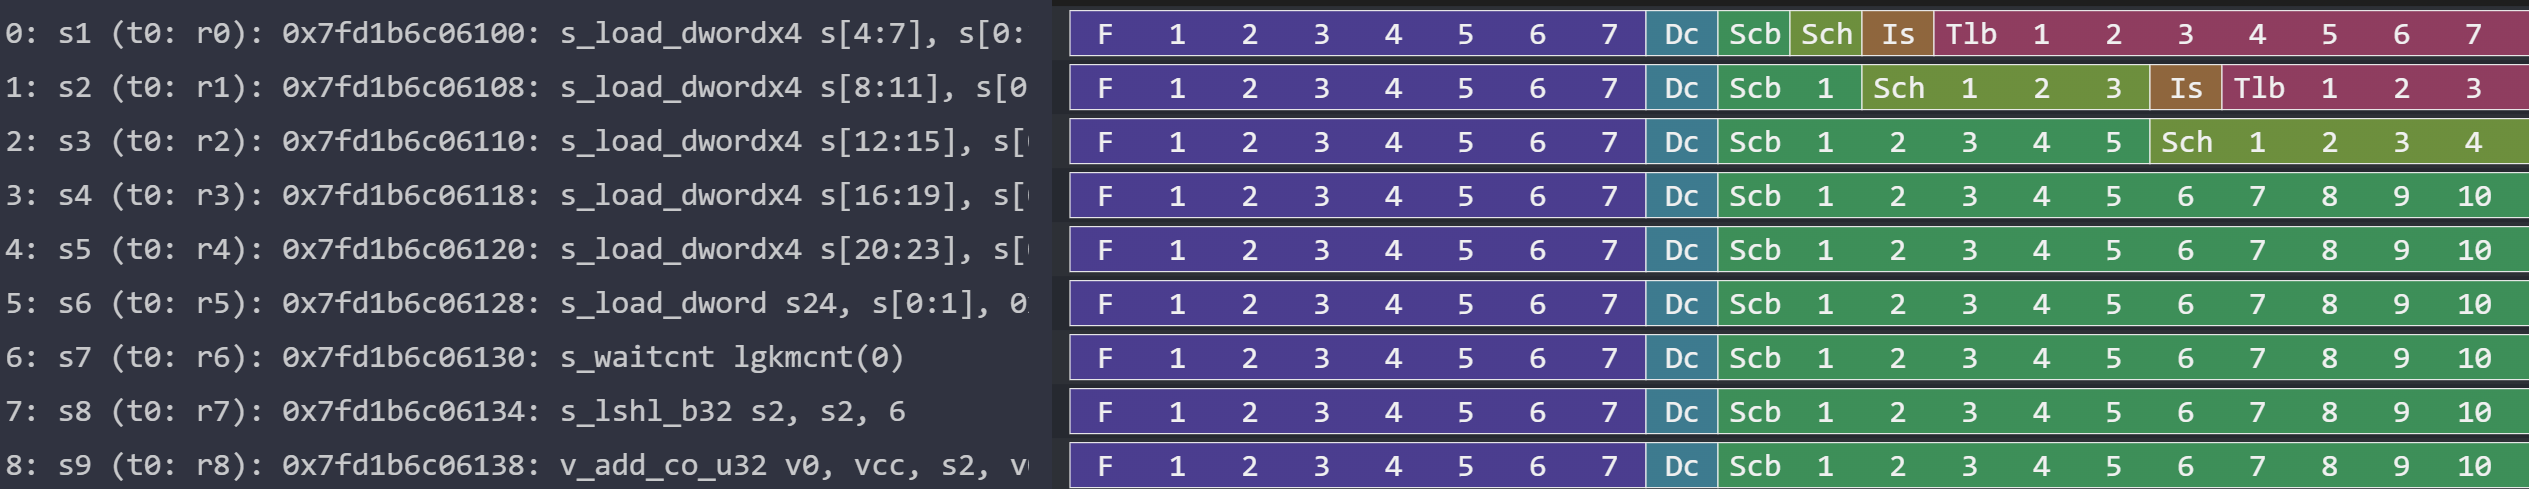 0: s1 (t0: r0): 0x7fd1b6c06100: s_load_dwordx4 s[4:7], s[0: F 1 2 3 4 5 6 7 Dc Scb Sch Is Tlb 1 2 3 4 5 6 7
1: s2 (t0: r1): 0x7fd1b6c06108: s_load_dwordx4 s[8:11], s[0 F 1 2 3 4 5 6 7 Dc Scb 1 Sch 1 2 3 Is Tlb 1 2 3
2: s3 (t0: r2): 0x7fd1b6c06110: s_load_dwordx4 s[12:15], s[ F 1 2 3 4 5 6 7 Dc Scb 1 2 3 4 5 Sch 1 2 3 4
3: s4 (t0: r3): 0x7fd1b6c06118: s_load_dwordx4 s[16:19], s[ F 1 2 3 4 5 6 7 Dc Scb 1 2 3 4 5 6 7 8 9 10
4: s5 (t0: r4): 0x7fd1b6c06120: s_load_dwordx4 s[20:23], s[ F 1 2 3 4 5 6 7 Dc Scb 1 2 3 4 5 6 7 8 9 10
5: s6 (t0: r5): 0x7fd1b6c06128: s_load_dword s24, s[0:1], 0 F 1 2 3 4 5 6 7 Dc Scb 1 2 3 4 5 6 7 8 9 10
6: s7 (t0: r6): 0x7fd1b6c06130: s_waitcnt lgkmcnt(0) F 1 2 3 4 5 6 7 Dc Scb 1 2 3 4 5 6 7 8 9 10
7: s8 (t0: r7): 0x7fd1b6c06134: s_lshl_b32 s2, s2, 6 F 1 2 3 4 5 6 7 Dc Scb 1 2 3 4 5 6 7 8 9 10
8: s9 (t0: r8): 0x7fd1b6c06138: v_add_co_u32 v0, vcc, s2, v F 1 2 3 4 5 6 7 Dc Scb 1 2 3 4 5 6 7 8 9 10